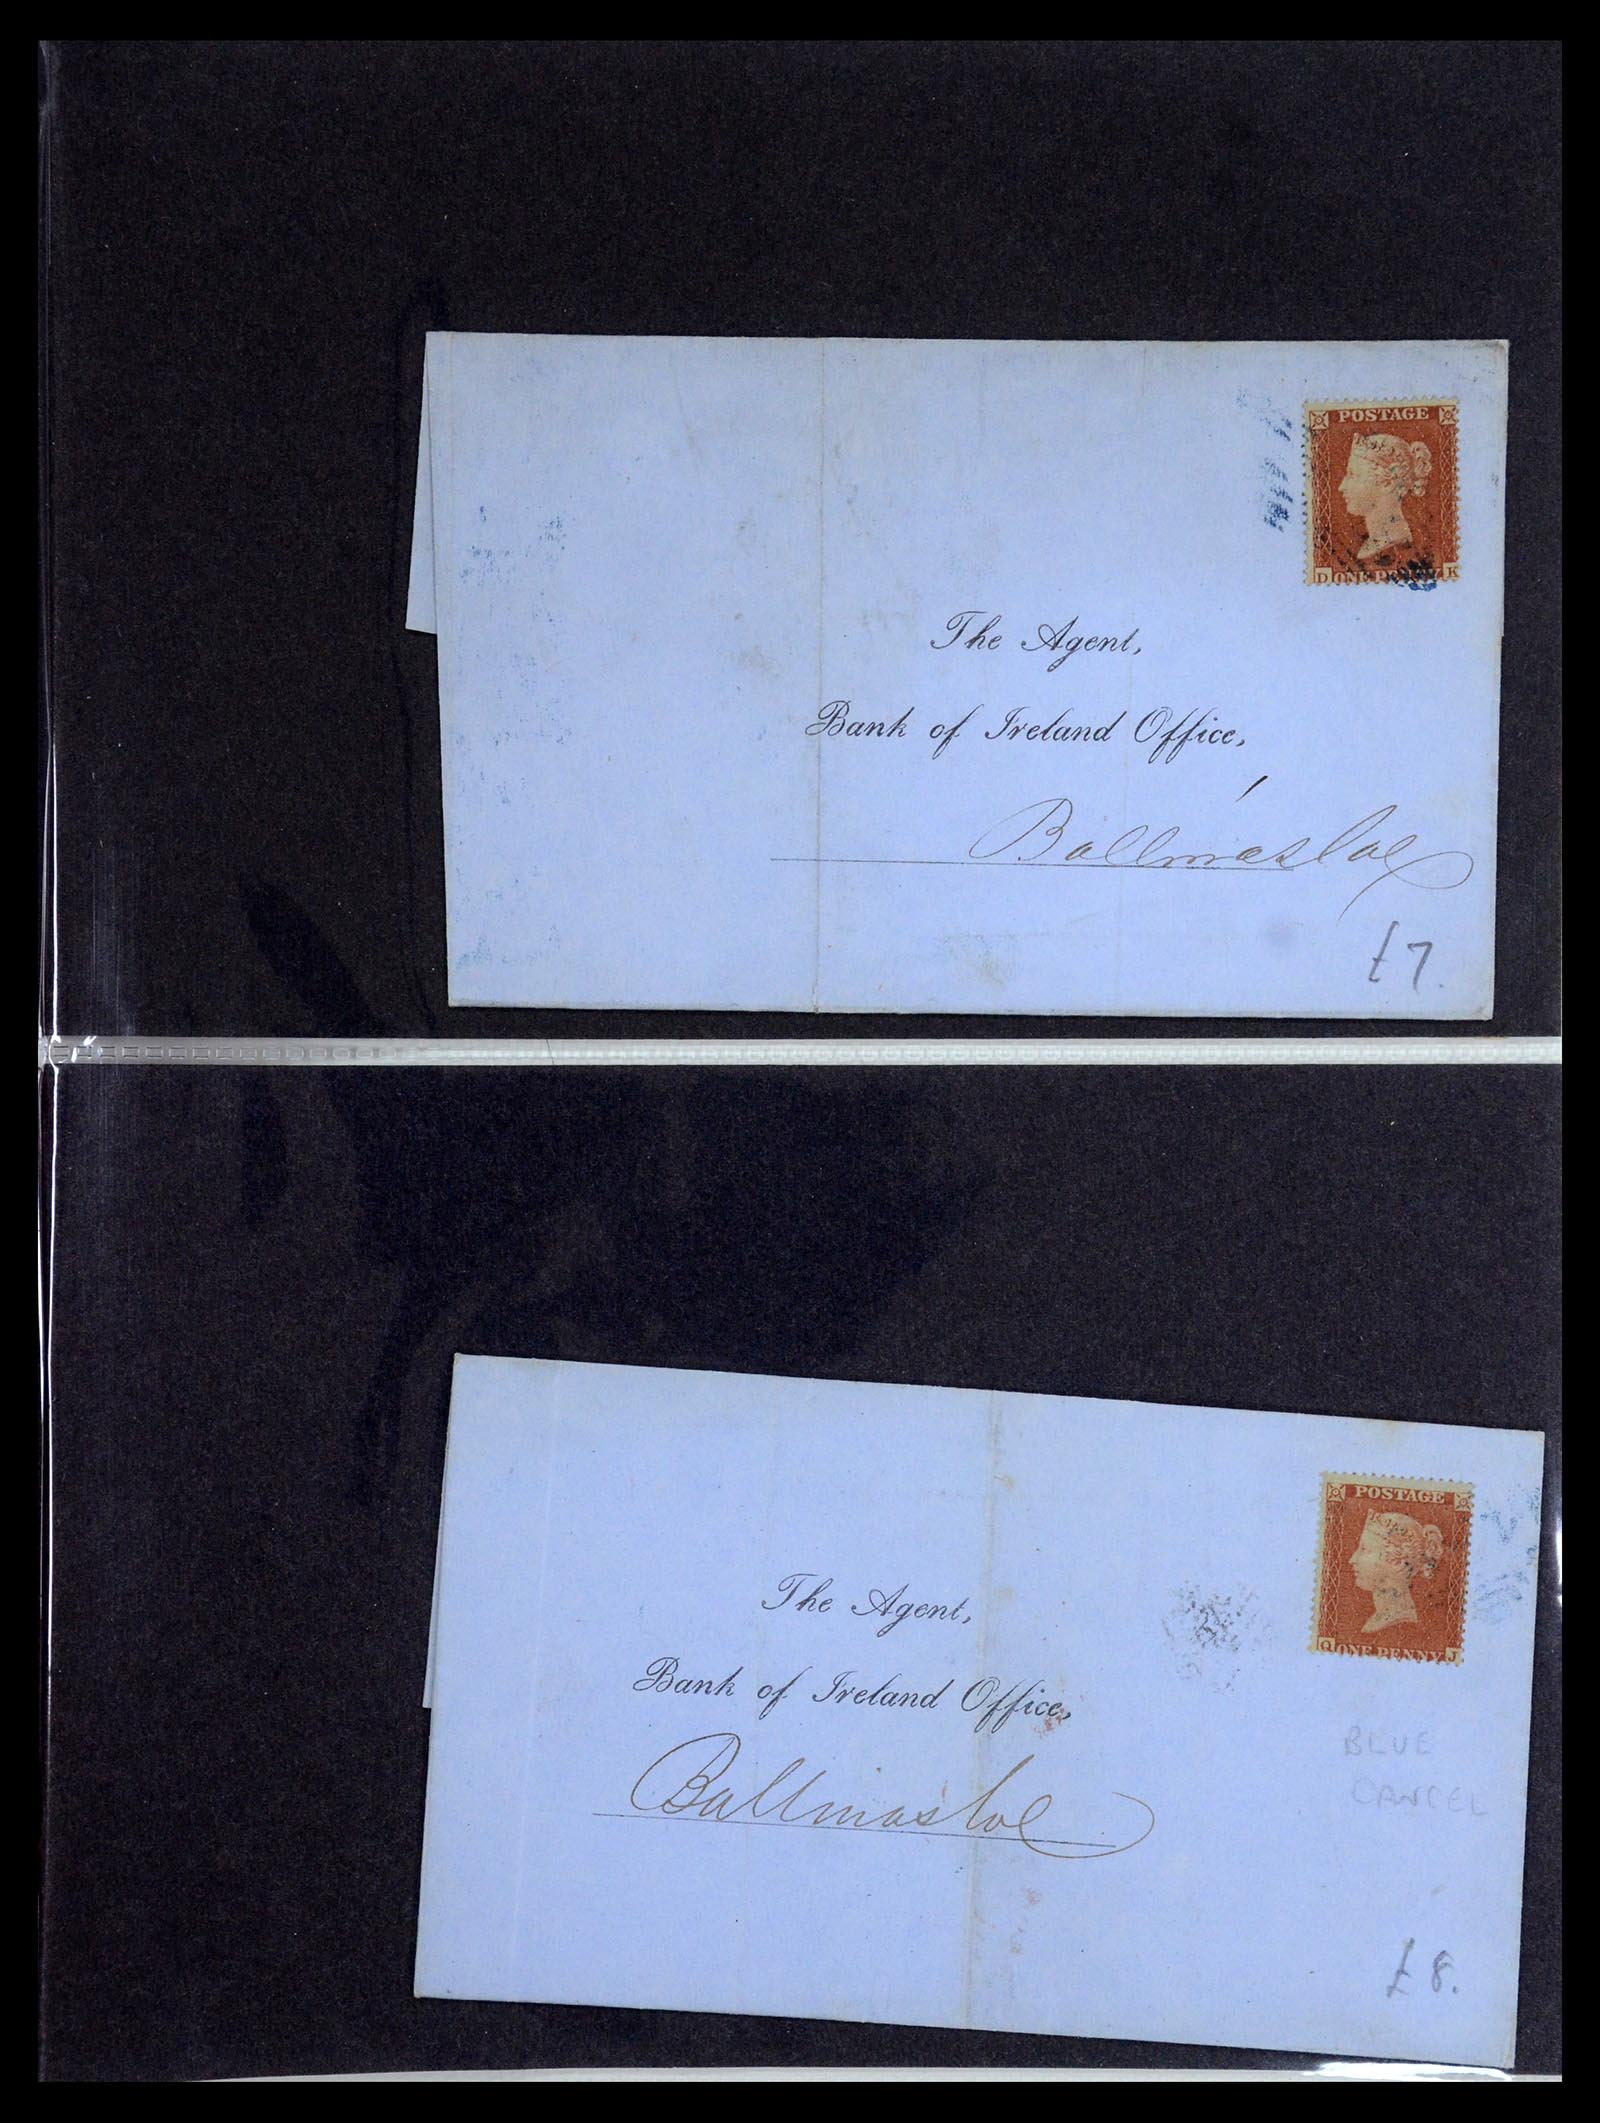 POSTAGE
D ONE PENNY K
The Agent,
Bank of Ireland Office,
Ballinasloe
£7.
POSTAGE
Q ONE PENNY J
The Agent,
Bank of Ireland Office,
Ballinasloe
BLUE
CANCEL
£8.